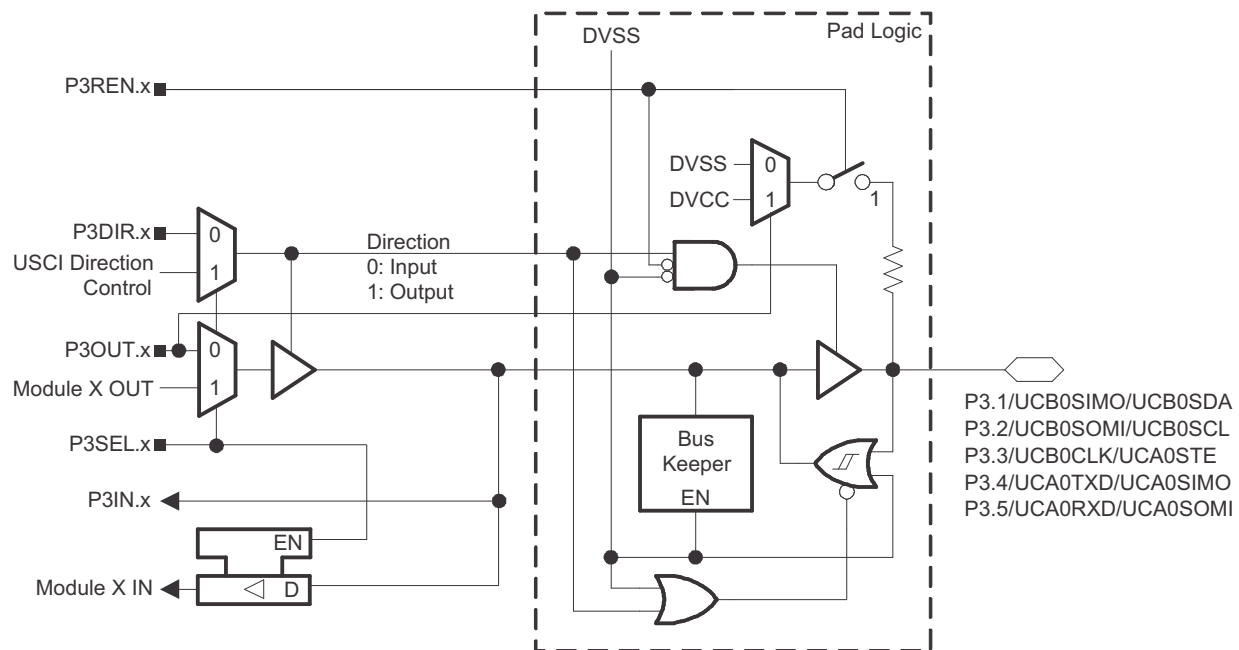 Pad Logic
DVSS
P3REN.x
DVSS
0
DVCC
1
1
P3DIR.x
0
USCI Direction
Control
1
Direction
0: Input
1: Output
P3OUT.x
0
Module X OUT
1
P3SEL.x
Bus
Keeper
EN
P3.1/UCB0SIMO/UCB0SDA
P3.2/UCB0SOMI/UCB0SCL
P3.3/UCB0CLK/UCA0STE
P3.4/UCA0TXD/UCA0SIMO
P3.5/UCA0RXD/UCA0SOMI
P3IN.x
EN
Module X IN
D